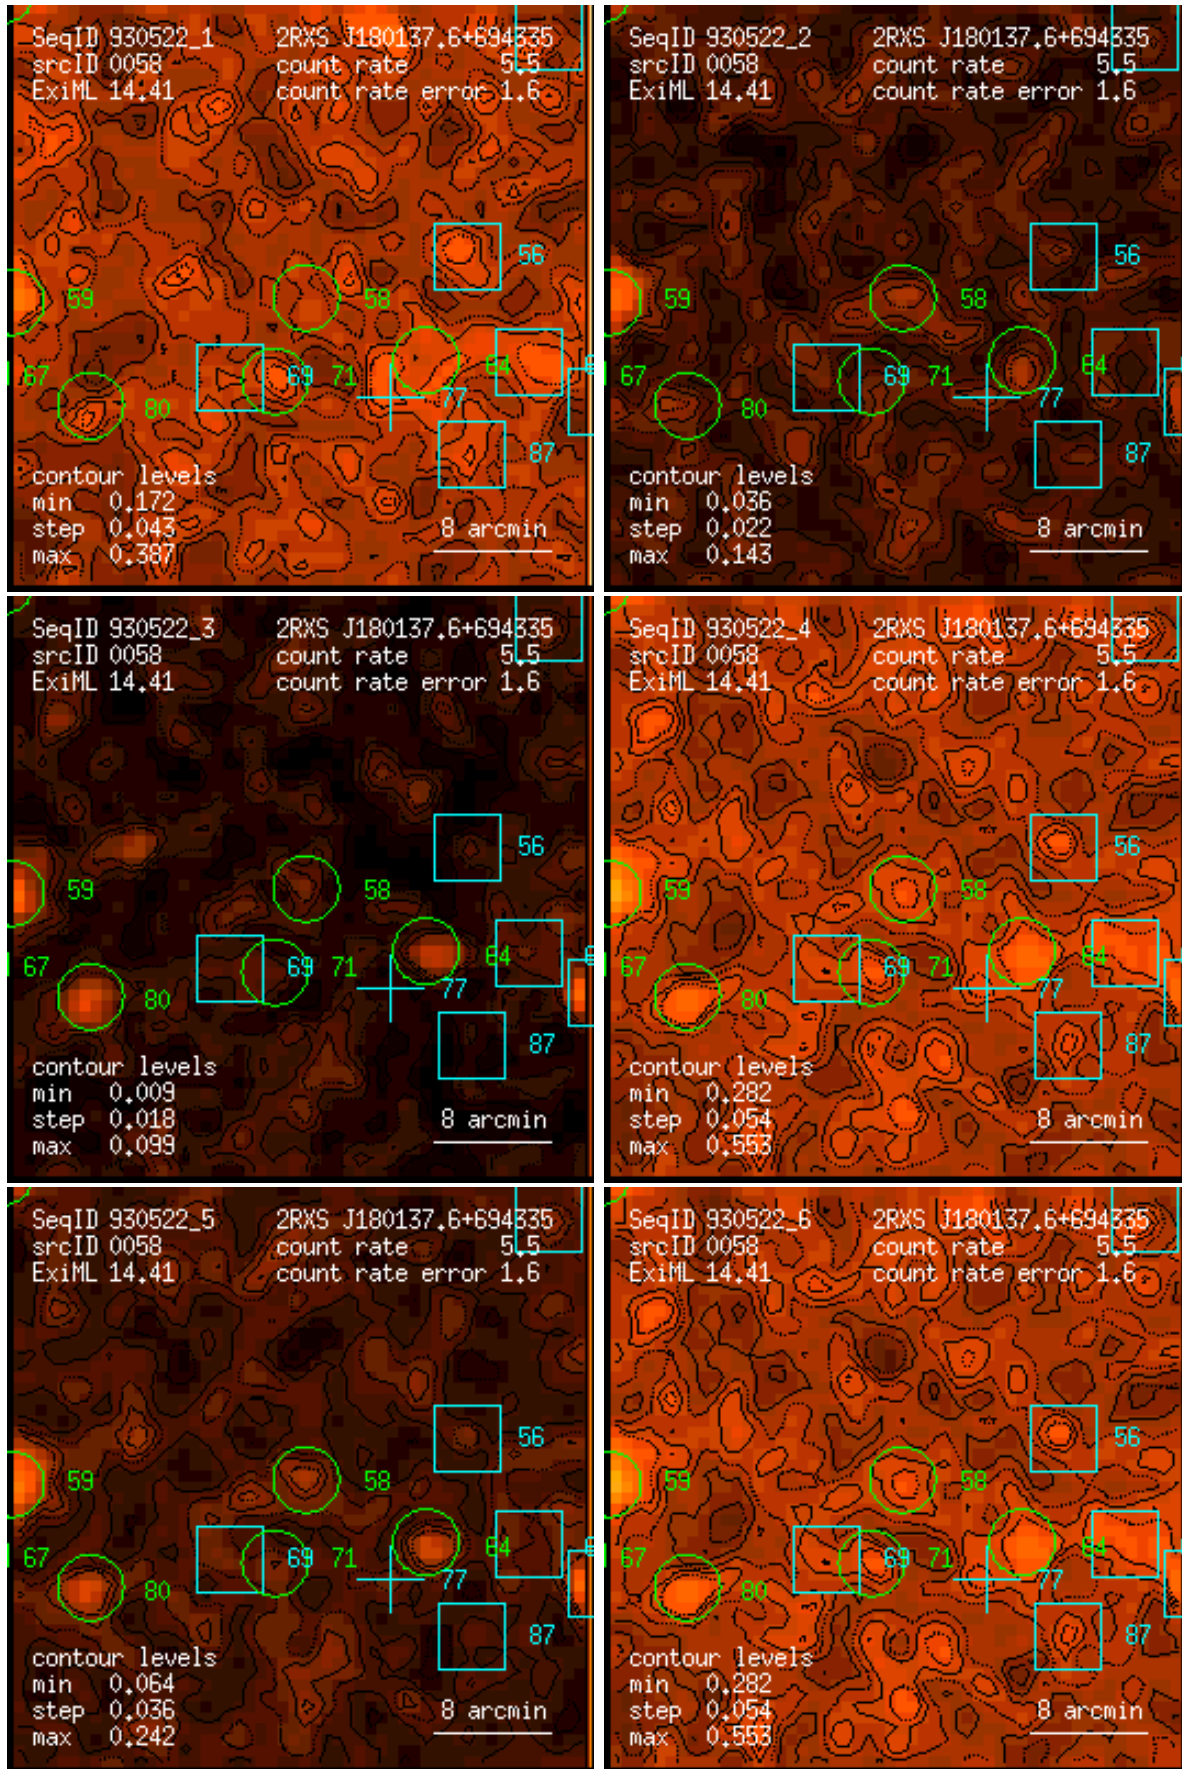 SeqID 930522_1 2RXS J180137.6+694335
srcID 0058 count rate 5.5
ExiML 14.41 count rate error 1.6
56
59 58
67 69 71 84
80 77
87
contour levels
min 0.172
step 0.043 8 arcmin
max 0.387
SeqID 930522_2 2RXS J180137.6+694335
srcID 0058 count rate 5.5
ExiML 14.41 count rate error 1.6
56
59 58
67 69 71 84
80 77
87
contour levels
min 0.036
step 0.022 8 arcmin
max 0.143
SeqID 930522_3 2RXS J180137.6+694335
srcID 0058 count rate 5.5
ExiML 14.41 count rate error 1.6
56
59 58
67 69 71 84
80 77
87
contour levels
min 0.009
step 0.018 8 arcmin
max 0.099
SeqID 930522_4 2RXS J180137.6+694335
srcID 0058 count rate 5.5
ExiML 14.41 count rate error 1.6
56
59 58
67 69 71 84
80 77
87
contour levels
min 0.282
step 0.054 8 arcmin
max 0.553
SeqID 930522_5 2RXS J180137.6+694335
srcID 0058 count rate 5.5
ExiML 14.41 count rate error 1.6
56
59 58
67 69 71 84
80 77
87
contour levels
min 0.064
step 0.036 8 arcmin
max 0.242
SeqID 930522_6 2RXS J180137.6+694335
srcID 0058 count rate 5.5
ExiML 14.41 count rate error 1.6
56
59 58
67 69 71 84
80 77
87
contour levels
min 0.282
step 0.054 8 arcmin
max 0.553